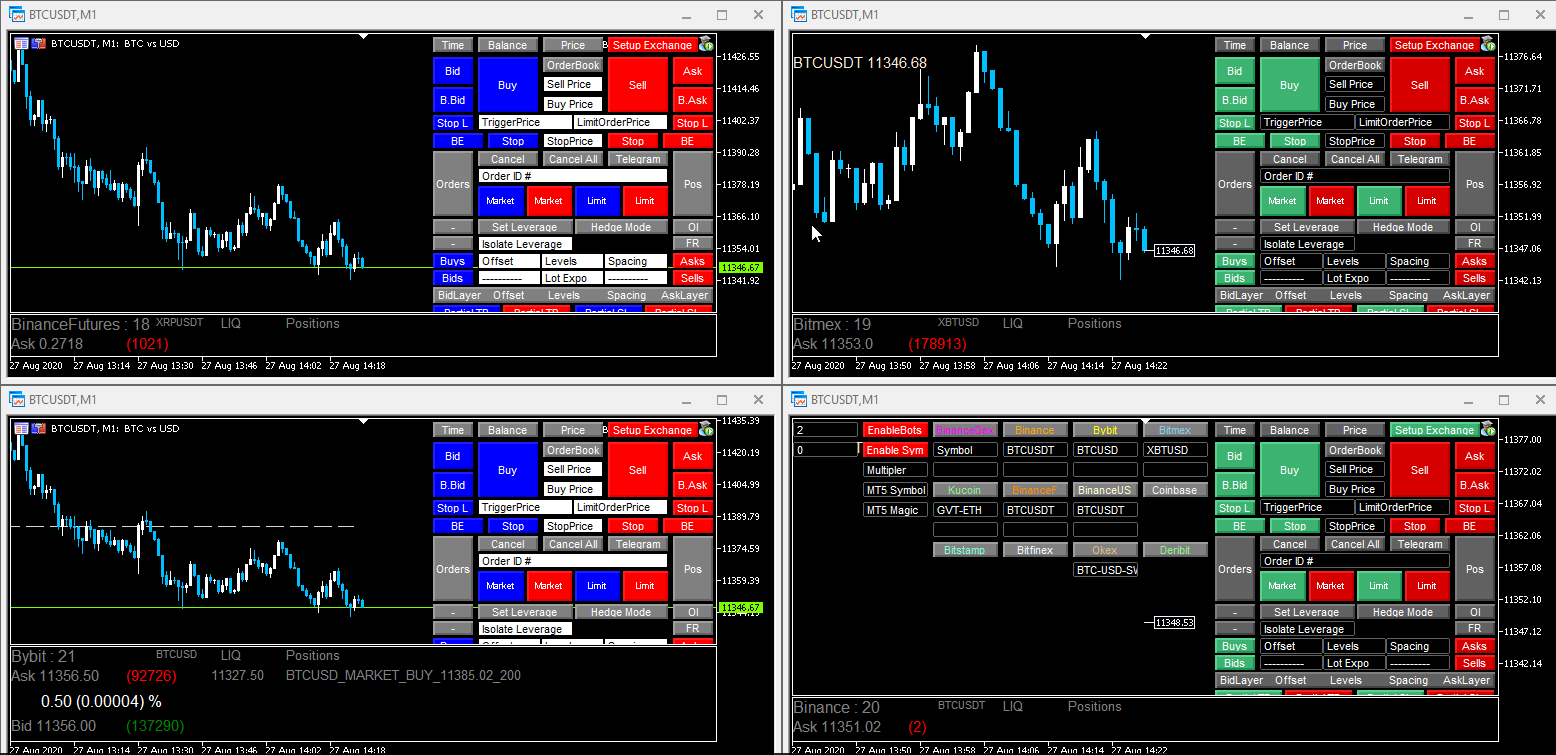 BTCUSDT,M1
BTCUSDT, M1: BTC vs USD
Time Balance Price B Setup Exchange
Bid Buy OrderBook Sell Ask
Sell Price
B.Bid Buy Price B.Ask
Stop L TriggerPrice LimitOrderPrice Stop L
BE Stop StopPrice Stop BE
Cancel Cancel All Telegram
Orders Order ID # Pos
Market Market Limit Limit
- Set Leverage Hedge Mode OI
- Isolate Leverage FR
Buys Offset Levels Spacing Asks
Bids ---------- Lot Expo ---------- Sells
BidLayer Offset Levels Spacing AskLayer
11426.55
11414.46
11402.37
11390.28
11378.19
11366.10
11354.01
11346.67
11341.92
BinanceFutures : 18 XRPUSDT LIQ Positions
Ask 0.2718 (1021)
27 Aug 2020 27 Aug 13:14 27 Aug 13:30 27 Aug 13:46 27 Aug 14:02 27 Aug 14:18
BTCUSDT,M1
BTCUSDT 11346.68
Time Balance Price Setup Exchange
Bid Buy OrderBook Sell Ask
Sell Price
B.Bid Buy Price B.Ask
Stop L TriggerPrice LimitOrderPrice Stop L
BE Stop StopPrice Stop BE
Cancel Cancel All Telegram
Orders Order ID # Pos
Market Market Limit Limit
- Set Leverage Hedge Mode OI
- Isolate Leverage FR
Buys Offset Levels Spacing Asks
Bids ---------- Lot Expo ---------- Sells
BidLayer Offset Levels Spacing AskLayer
11346.68
11376.64
11371.71
11366.78
11361.85
11356.92
11351.99
11347.06
11342.13
Bitmex : 19 XBTUSD LIQ Positions
Ask 11353.0 (178913)
27 Aug 2020 27 Aug 13:50 27 Aug 13:58 27 Aug 14:06 27 Aug 14:14 27 Aug 14:22
BTCUSDT,M1
BTCUSDT, M1: BTC vs USD
Time Balance Price B Setup Exchange
Bid Buy OrderBook Sell Ask
Sell Price
B.Bid Buy Price B.Ask
Stop L TriggerPrice LimitOrderPrice Stop L
BE Stop StopPrice Stop BE
Cancel Cancel All Telegram
Orders Order ID # Pos
Market Market Limit Limit
- Set Leverage Hedge Mode OI
- Isolate Leverage FR
11435.39
11420.19
11404.99
11389.79
11374.59
11359.39
11346.67
Bybit : 21 BTCUSD LIQ Positions
Ask 11356.50 (92726) 11327.50 BTCUSD_MARKET_BUY_11385.02_200
0.50 (0.00004) %
Bid 11356.00 (137290)
27 Aug 2020 27 Aug 13:14 27 Aug 13:30 27 Aug 13:46 27 Aug 14:02 27 Aug 14:18
BTCUSDT,M1
2 EnableBots BinanceDex Binance Bybit Bitmex
0 Enable Sym Symbol BTCUSDT BTCUSD XBTUSD
Multipler
MT5 Symbol Kucoin BinanceF BinanceUS Coinbase
MT5 Magic GVT-ETH BTCUSDT BTCUSDT
Bitstamp Bitfinex Okex Deribit
BTC-USD-SW
Time Balance Price Setup Exchange
Bid Buy OrderBook Sell Ask
Sell Price
B.Bid Buy Price B.Ask
Stop L TriggerPrice LimitOrderPrice Stop L
BE Stop StopPrice Stop BE
Cancel Cancel All Telegram
Orders Order ID # Pos
Market Market Limit Limit
- Set Leverage Hedge Mode OI
- Isolate Leverage FR
Buys Offset Levels Spacing Asks
Bids ---------- Lot Expo ---------- Sells
BidLayer Offset Levels Spacing AskLayer
11348.53
11377.00
11372.02
11367.04
11362.06
11357.08
11352.10
11347.12
11342.14
Binance : 20 BTCUSDT LIQ Positions
Ask 11351.02 (2)
27 Aug 2020 27 Aug 13:50 27 Aug 13:58 27 Aug 14:06 27 Aug 14:14 27 Aug 14:22